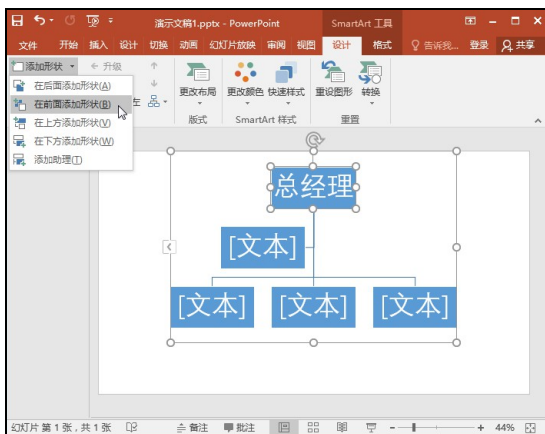 演示文稿1.pptx - PowerPoint
SmartArt 工具
文件 开始 插入 设计 切换 动画 幻灯片放映 审阅 视图 设计 格式 告诉我... 登录 共享
添加形状 升级
在后面添加形状(A)
在前面添加形状(B)
在上方添加形状(V)
在下方添加形状(W)
添加助理(T)
左
更改布局 更改颜色 快速样式 重设图形 转换
版式 SmartArt 样式 重置
总经理
[文本]
[文本] [文本] [文本]
幻灯片 第 1 张，共 1 张 备注 批注 44%